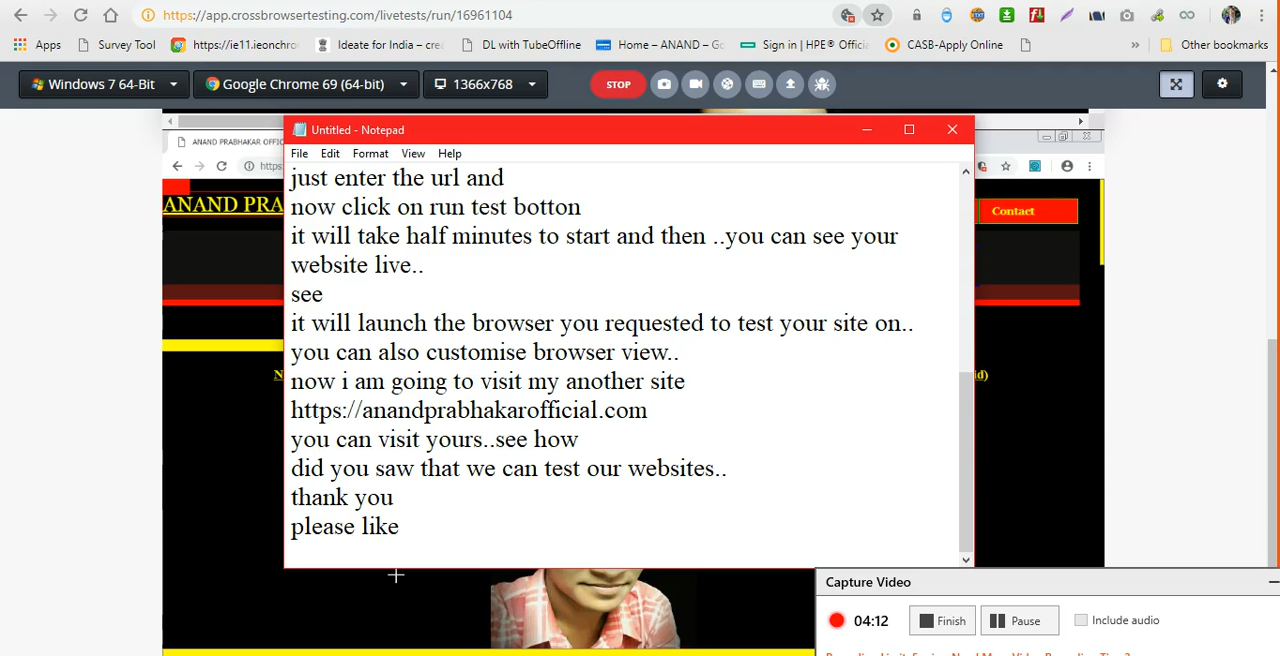 https://app.crossbrowsertesting.com/livetests/run/16961104
Apps Survey Tool https://ie11.ieonchro Ideate for India – cre DL with TubeOffline Home – ANAND – Go Sign in | HPE® Officia CASB-Apply Online » Other bookmarks
Windows 7 64-Bit Google Chrome 69 (64-bit) 1366x768 STOP
Untitled - Notepad
ANAND PRABHAKAR OFFIC
File Edit Format View Help
https:
just enter the url and
ANAND PRA
now click on run test botton
Contact
it will take half minutes to start and then ..you can see your
website live..
see
it will launch the browser you requested to test your site on..
you can also customise browser view..
now i am going to visit my another site
https://anandprabhakarofficial.com
you can visit yours..see how
did you saw that we can test our websites..
thank you
please like
Capture Video
04:12 Finish Pause Include audio